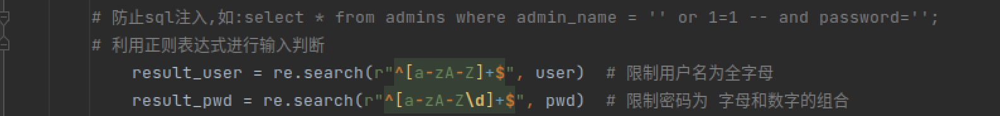 # 防止sql注入,如:select * from admins where admin_name = '' or 1=1 -- and password='';
# 利用正则表达式进行输入判断
result_user = re.search(r"^[a-zA-Z]+$", user)  # 限制用户名为全字母
result_pwd = re.search(r"^[a-zA-Z\d]+$", pwd)  # 限制密码为 字母和数字的组合